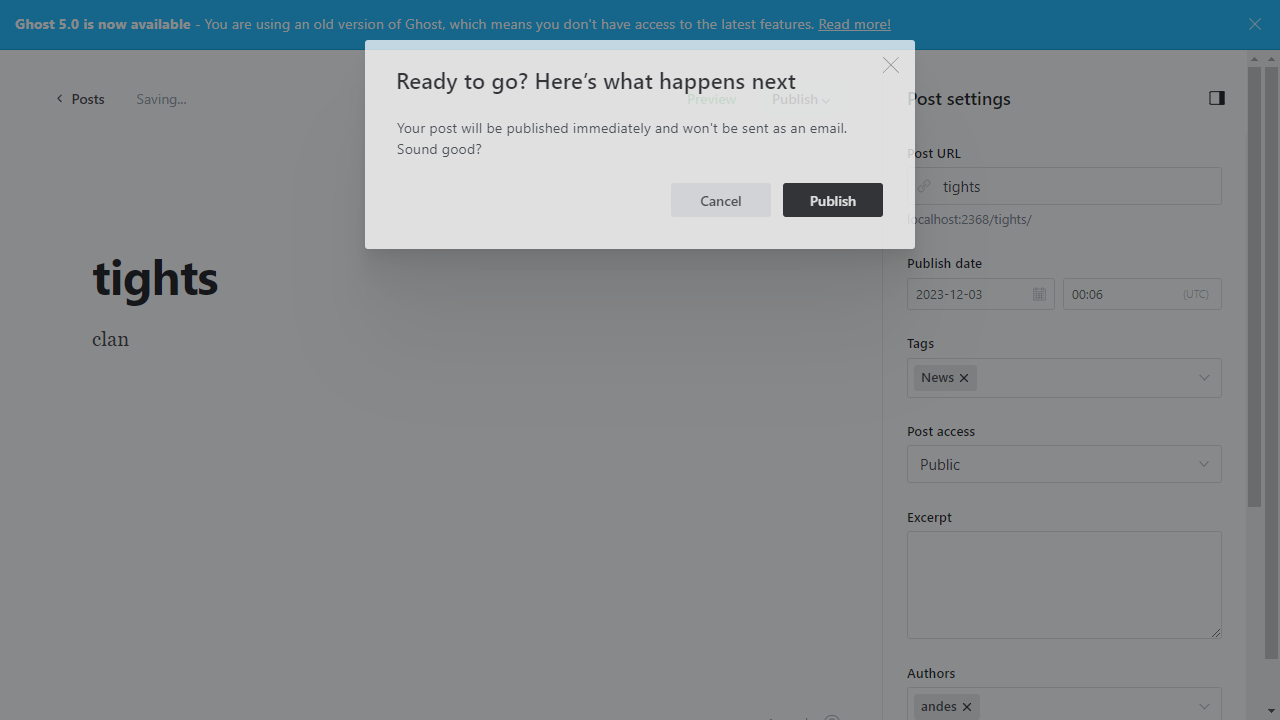 Ghost 5.0 is now available - You are using an old version of Ghost, which means you don't have access to the latest features. Read more!
Ready to go? Here's what happens next
Posts
Saving...
Preview
Publish
Post settings
Your post will be published immediately and won't be sent as an email.
Sound good?
Cancel
Publish
Post URL
tights
localhost:2368/tights/
tights
clan
Publish date
2023-12-03
00:06
(UTC)
Tags
News
Post access
Public
Excerpt
Authors
andes